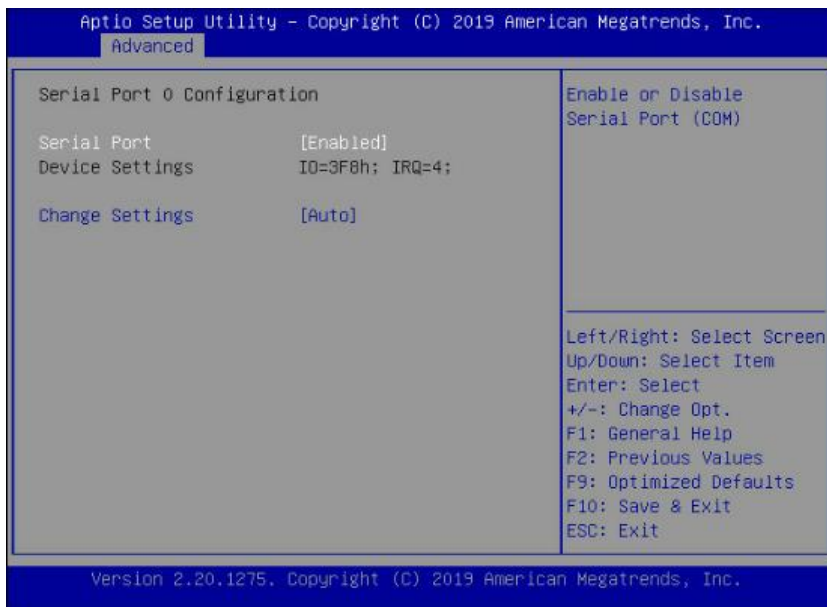 Aptio Setup Utility – Copyright (C) 2019 American Megatrends, Inc.
Advanced
Serial Port 0 Configuration
Serial Port [Enabled]
Device Settings IO=3F8h; IRQ=4;
Change Settings [Auto]
Enable or Disable
Serial Port (COM)
Left/Right: Select Screen
Up/Down: Select Item
Enter: Select
+/-: Change Opt.
F1: General Help
F2: Previous Values
F9: Optimized Defaults
F10: Save & Exit
ESC: Exit
Version 2.20.1275. Copyright (C) 2019 American Megatrends, Inc.